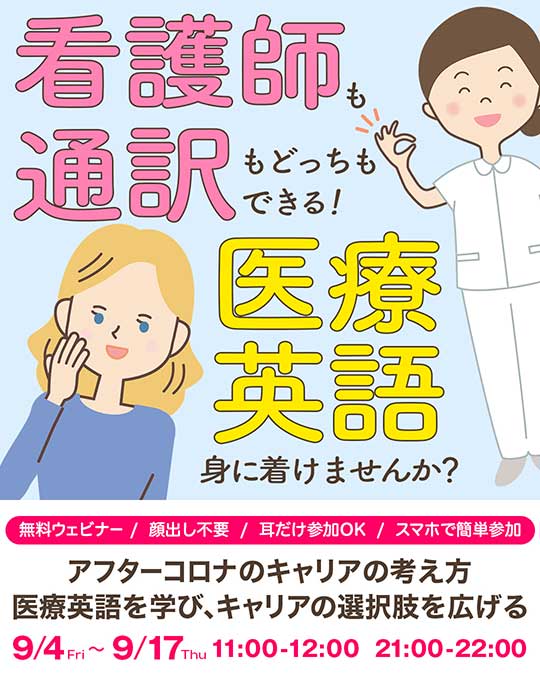 看護師も
通訳もどっちも
できる!
医療
英語
身に着けませんか?
無料ウェビナー / 顔出し不要 / 耳だけ参加OK / スマホで簡単参加
アフターコロナのキャリアの考え方
医療英語を学び、キャリアの選択肢を広げる
9/4 Fri ~ 9/17 Thu 11:00-12:00 21:00-22:00